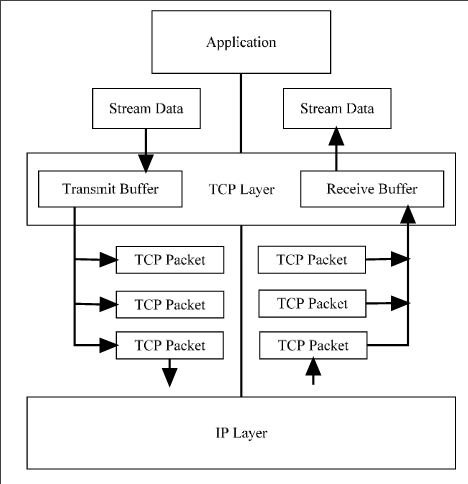 Application
Stream Data
Stream Data
Transmit Buffer
TCP Layer
Receive Buffer
TCP Packet
TCP Packet
TCP Packet
TCP Packet
TCP Packet
TCP Packet
IP Layer